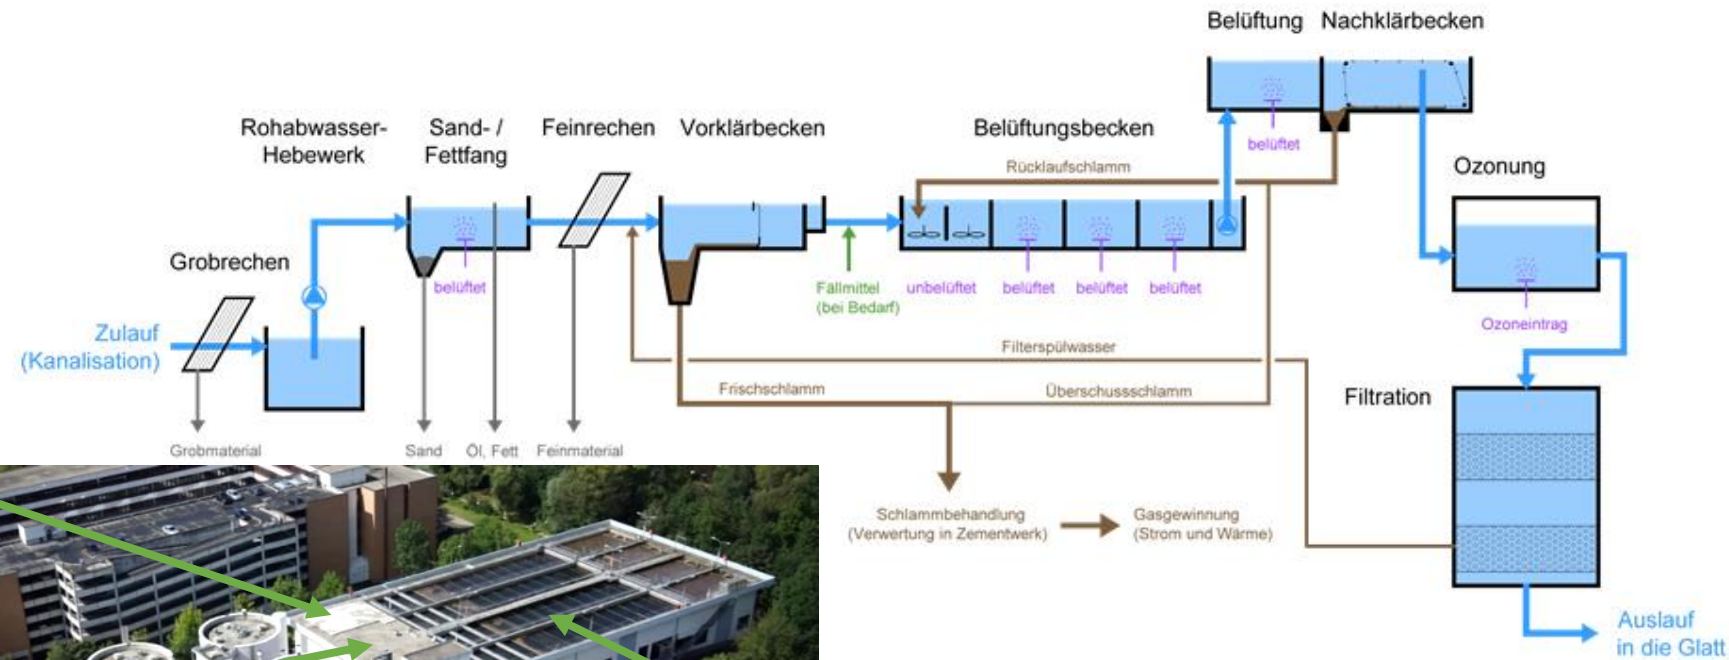 Belüftung
Nachklärbecken
Rohabwasser-
Hebewerk
Sand- /
Fettfang
Feinrechen
Vorklärbecken
Belüftungsbecken
belüftet
Rücklaufschlamm
Ozonung
Grobrechen
belüftet
Fällmittel
(bei Bedarf)
unbelüftet
belüftet
belüftet
belüftet
Zulauf
(Kanalisation)
Ozoneintrag
Filterspülwasser
Frischschlamm
Überschussschlamm
Filtration
Grobmaterial
Sand
Öl, Fett
Feinmaterial
Schlammbehandlung
(Verwertung in Zementwerk)
Gasgewinnung
(Strom und Wärme)
Auslauf
in die Glatt